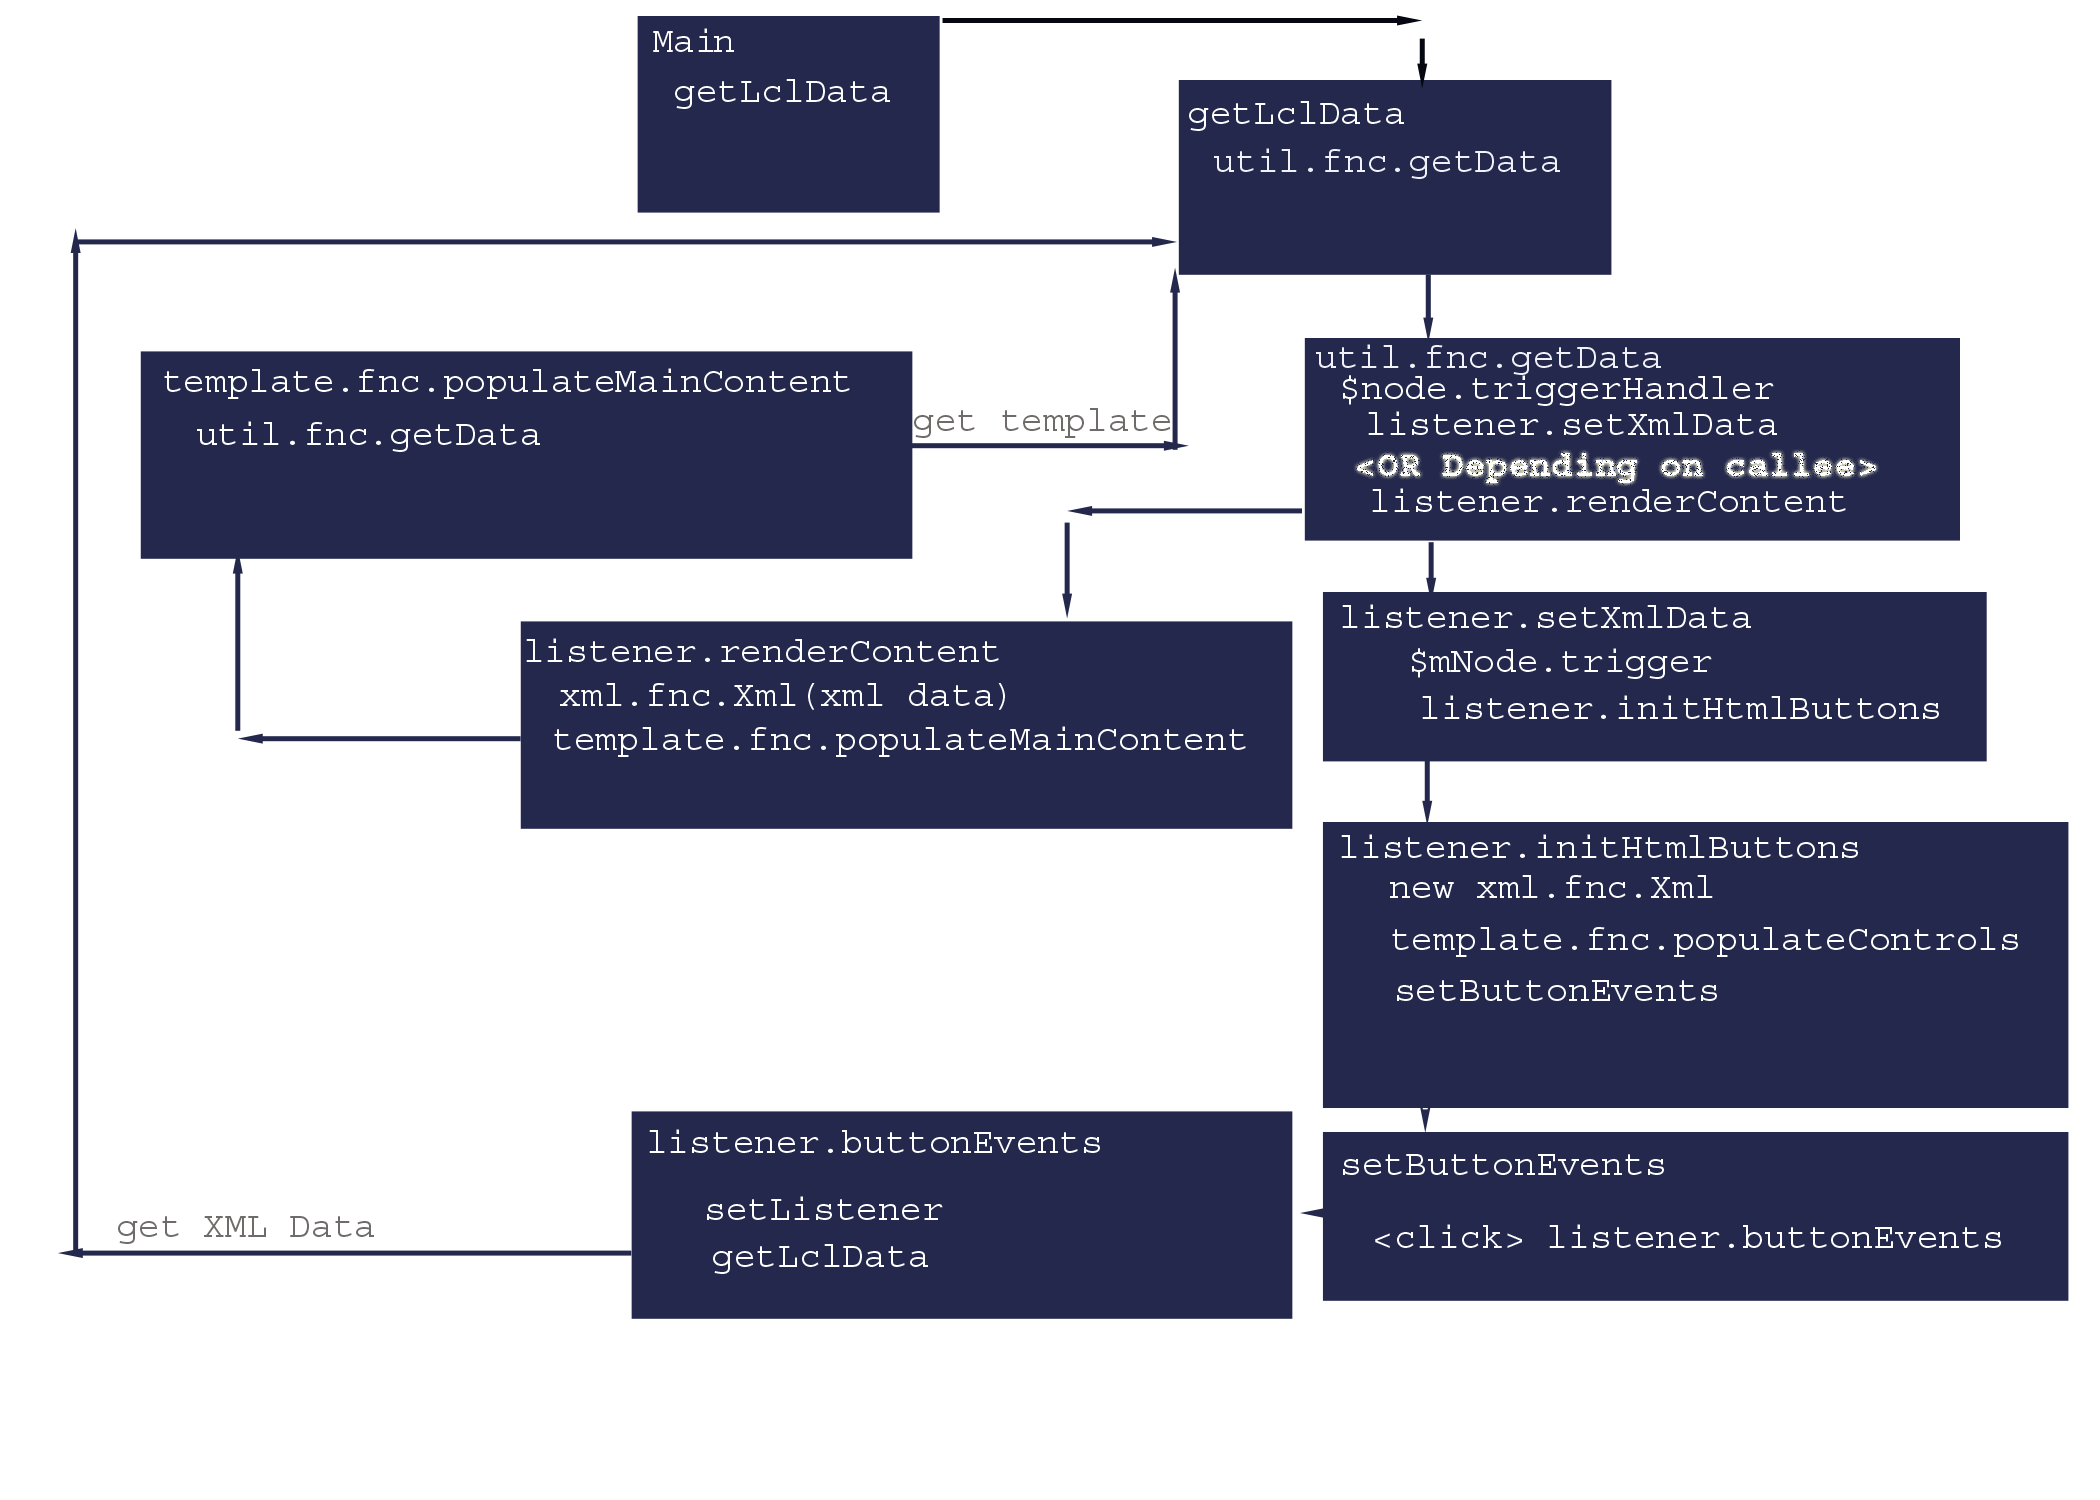 Main
getLclData
getLclData
util.fnc.getData
template.fnc.populateMainContent
util.fnc.getData
get template
util.fnc.getData
$node.triggerHandler
listener.setXmlData
<OR Depending on callee>
listener.renderContent
listener.renderContent
xml.fnc.Xml(xml data)
template.fnc.populateMainContent
listener.setXmlData
$mNode.trigger
listener.initHtmlButtons
listener.initHtmlButtons
new xml.fnc.Xml
template.fnc.populateControls
setButtonEvents
listener.buttonEvents
setListener
getLclData
get XML Data
setButtonEvents
<click> listener.buttonEvents